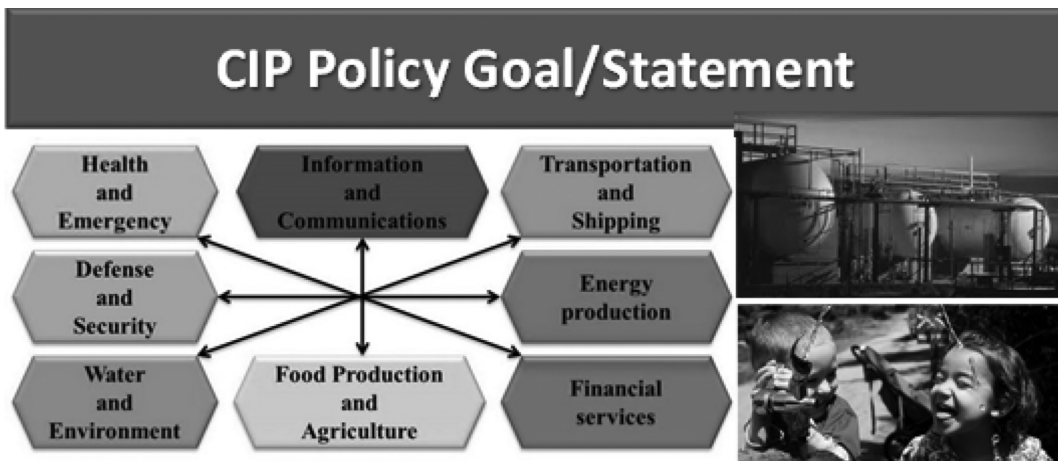 CIP Policy Goal/Statement
Health
and
Emergency
Information
and
Communications
Transportation
and
Shipping
Defense
and
Security
Energy
production
Water
and
Environment
Food Production
and
Agriculture
Financial
services